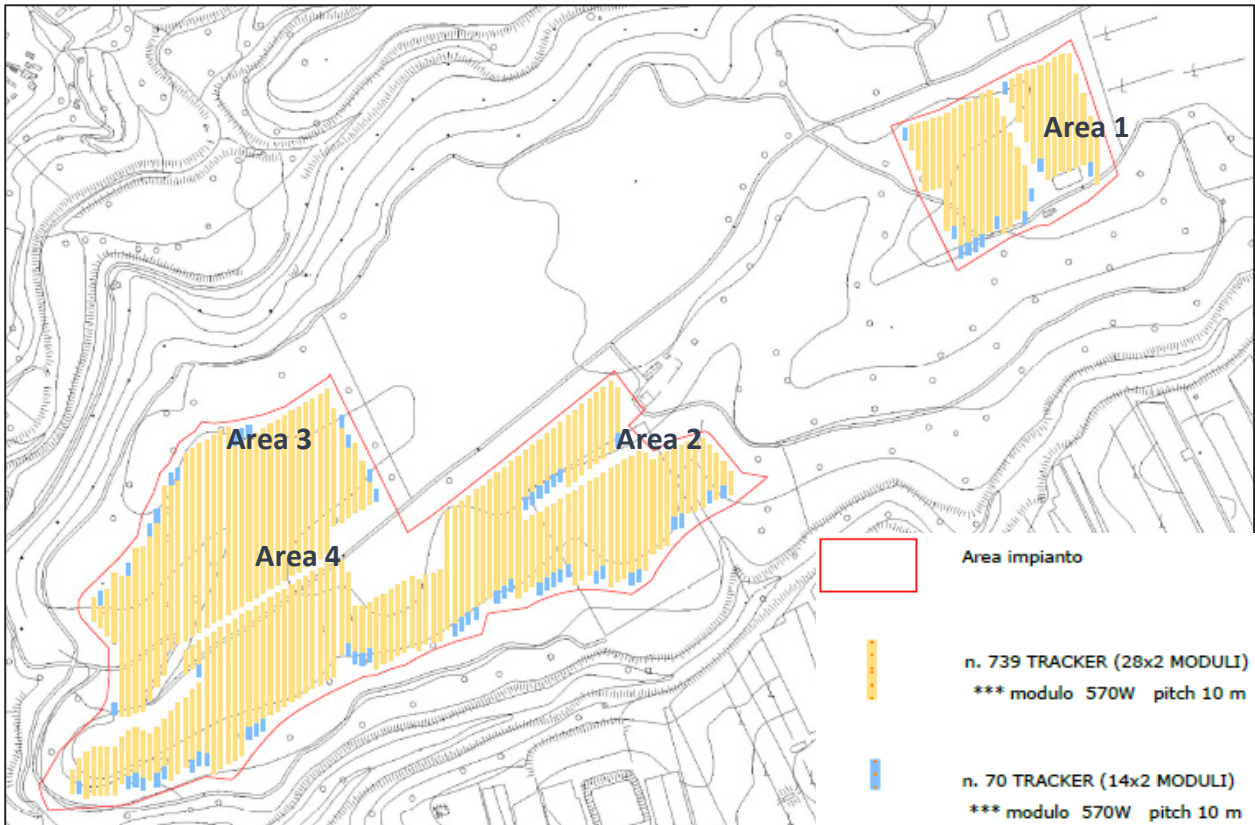 Area 1
Area 3
Area 2
Area 4
Area impianto
n. 739 TRACKER (28x2 MODULI)
*** modulo 570W pitch 10 m
n. 70 TRACKER (14x2 MODULI)
*** modulo 570W pitch 10 m